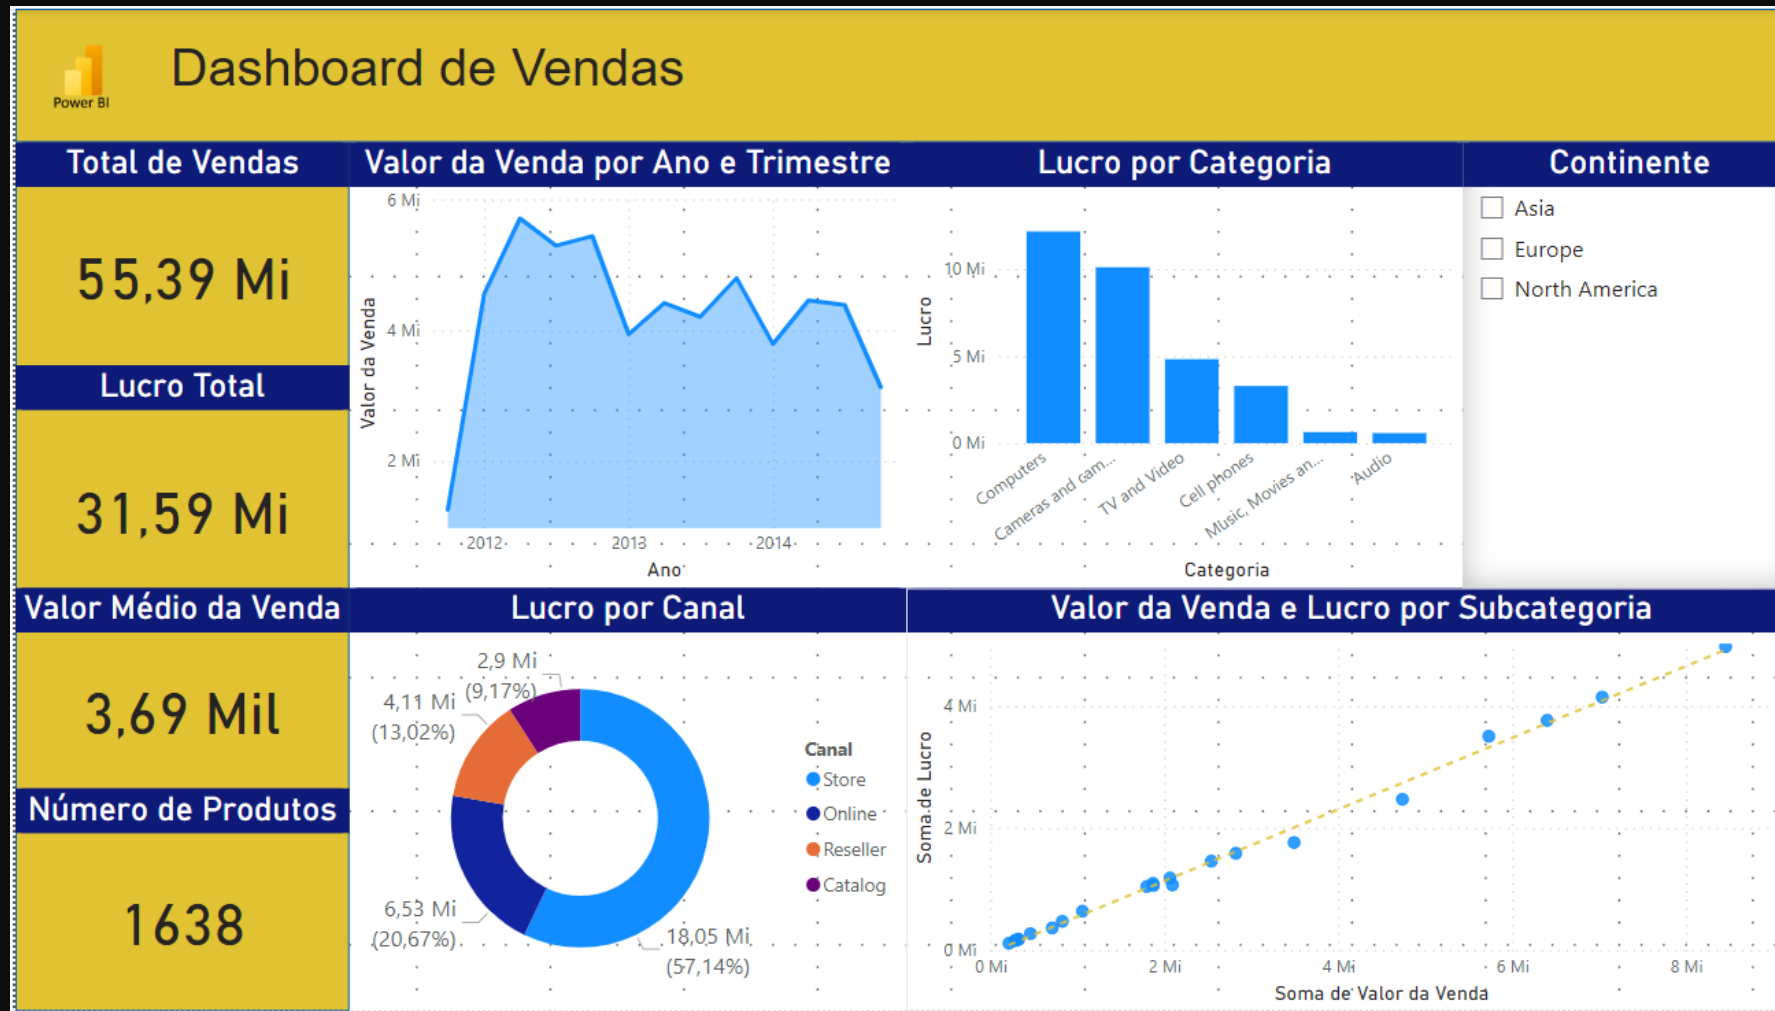 Power BI
Dashboard de Vendas
Total de Vendas
55,39 Mi
Lucro Total
31,59 Mi
Valor Médio da Venda
3,69 Mil
Número de Produtos
1638
Valor da Venda por Ano e Trimestre
Valor da Venda
6 Mi
4 Mi
2 Mi
2012
2013
2014
Ano
Lucro por Categoria
Lucro
10 Mi
5 Mi
0 Mi
Computers
Cameras and cam...
TV and Video
Cell phones
Music, Movies an...
Audio
Categoria
Continente
Asia
Europe
North America
Lucro por Canal
2,9 Mi
(9,17%)
4,11 Mi
(13,02%)
6,53 Mi
(20,67%)
18,05 Mi
(57,14%)
Canal
Store
Online
Reseller
Catalog
Valor da Venda e Lucro por Subcategoria
Soma de Lucro
4 Mi
2 Mi
0 Mi
0 Mi
2 Mi
4 Mi
6 Mi
8 Mi
Soma de Valor da Venda